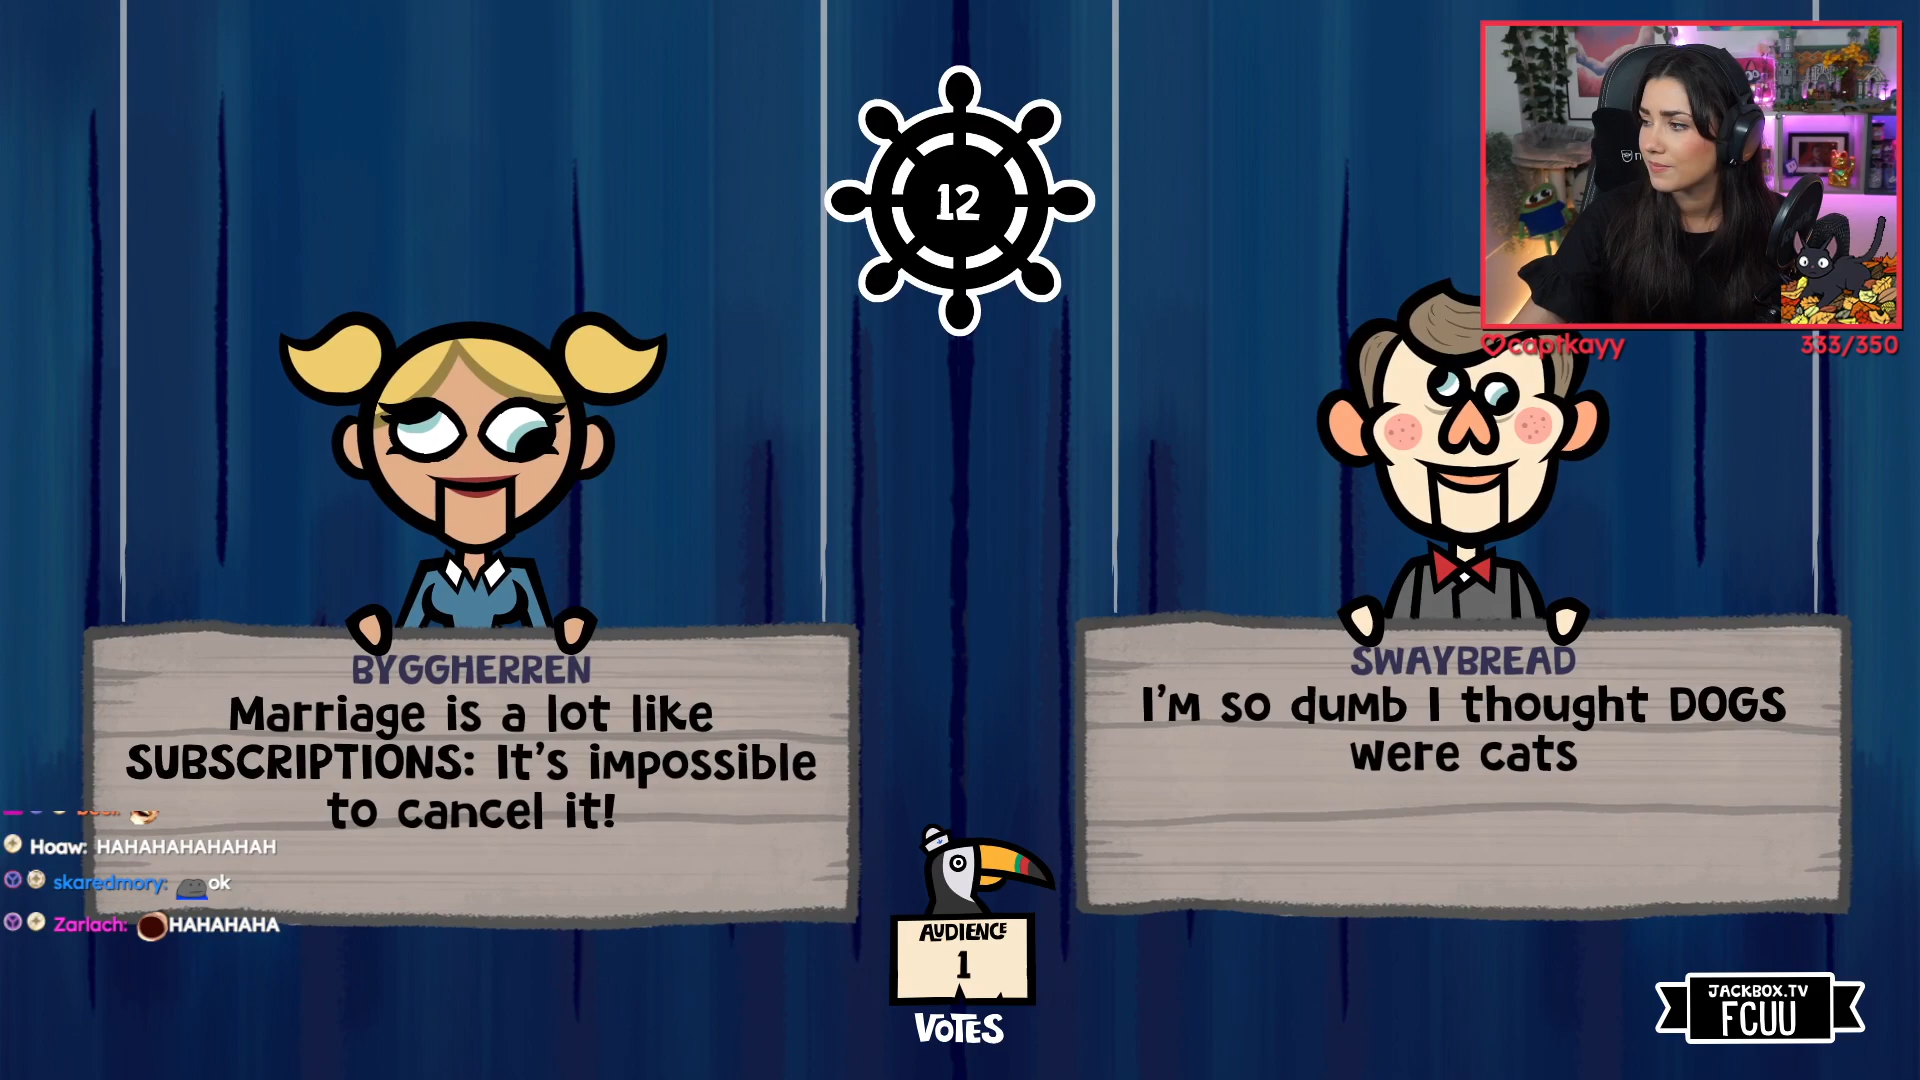 12
captkayy
333/350
BYGGHERREN
Marriage is a lot like
SUBSCRIPTIONS: It's impossible
to cancel it!
SWAYBREAD
I'm so dumb I thought DOGS
were cats
Hoaw: HAHAHAHAHAHAH
skaredmory: ok
Zarlach: HAHAHAHA
AUDIENCE
1
VOTES
JACKBOX.TV
FCUU